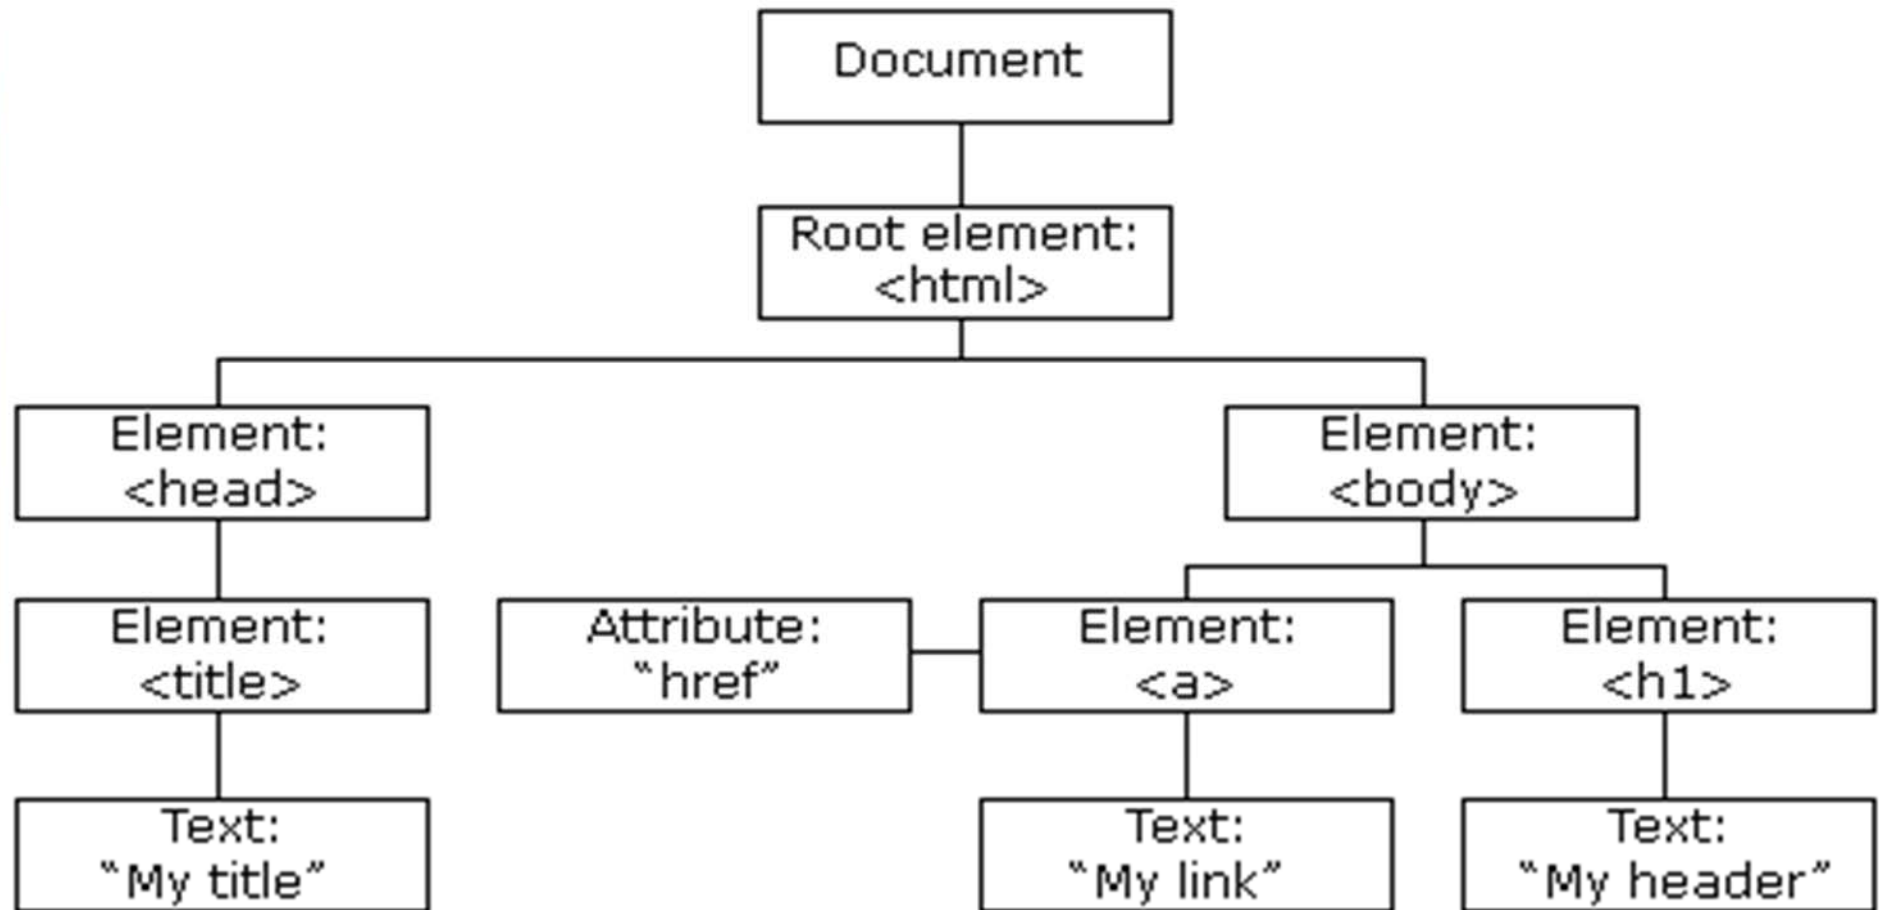 Document
Root element:
<html>
Element:
<head>
Element:
<body>
Element:
<title>
Attribute:
“href”
Element:
<a>
Element:
<h1>
Text:
“My title”
Text:
“My link”
Text:
“My header”